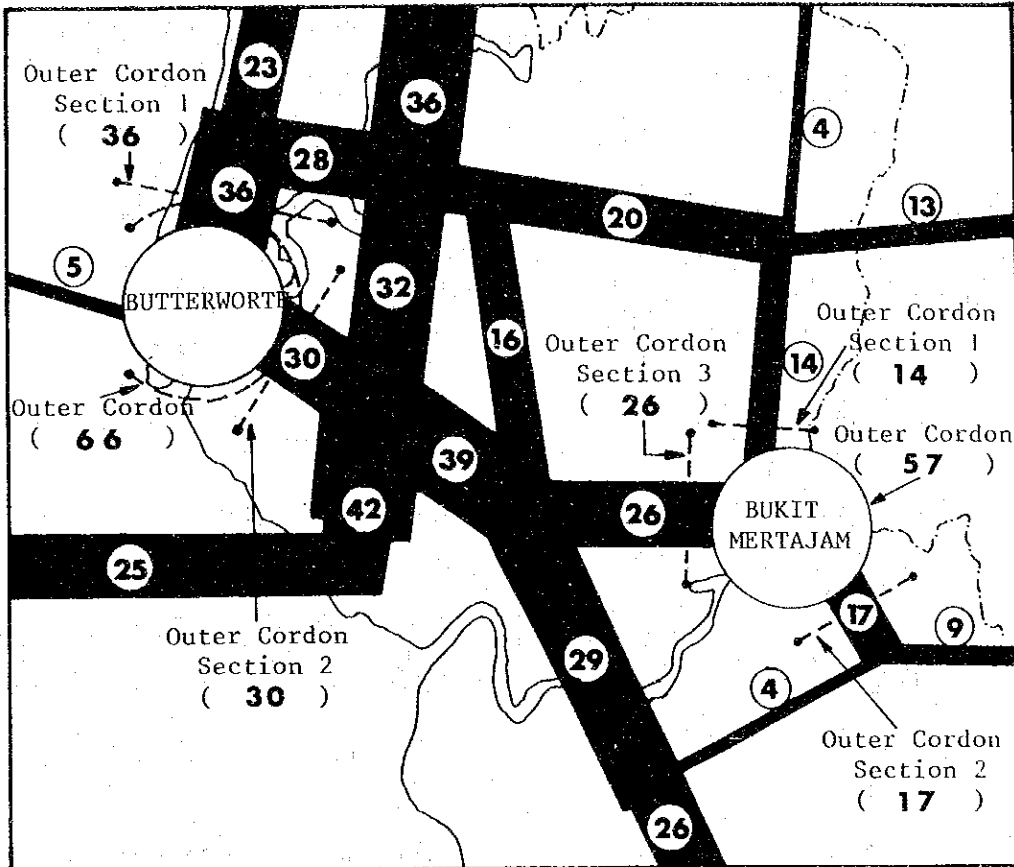 23
Outer Cordon
Section 1
( 36 )
36
4
28
36
20
13
5
BUTTERWORTH
32
16
30
Outer Cordon
Section 3
( 26 )
Outer Cordon
Section 1
( 14 )
14
Outer Cordon
( 66 )
Outer Cordon
( 57 )
39
42
26
BUKIT
MERTAJAM
25
17
9
Outer Cordon
Section 2
( 30 )
29
4
Outer Cordon
Section 2
( 17 )
26